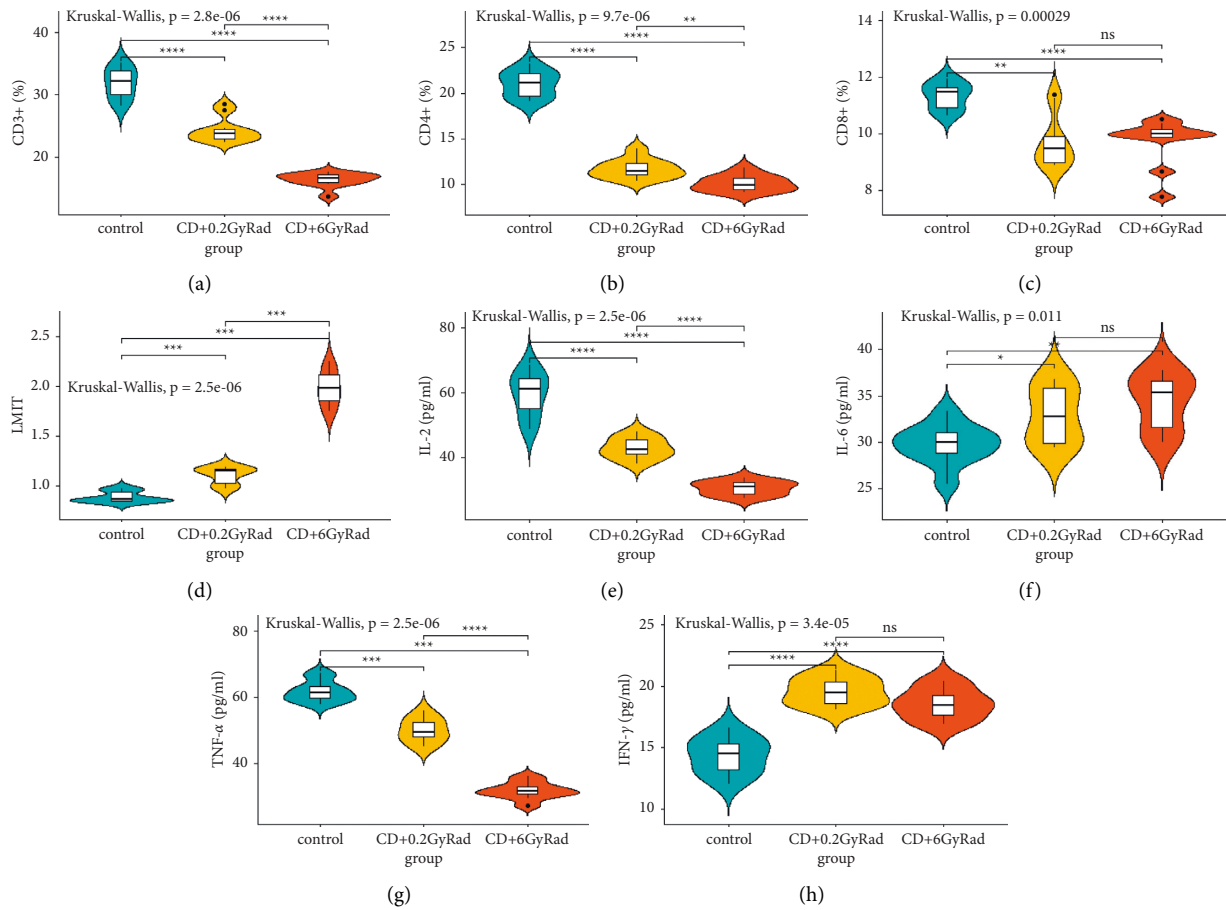 Kruskal-Wallis, p = 2.8e-06
****
****
****
CD3+ (%)
40
30
20
control
CD+0.2GyRad
CD+6GyRad
group
(a)
Kruskal-Wallis, p = 9.7e-06
**
****
****
CD4+ (%)
25
20
15
10
control
CD+0.2GyRad
CD+6GyRad
group
(b)
Kruskal-Wallis, p = 0.00029
ns
****
**
CD8+ (%)
14
12
10
8
control
CD+0.2GyRad
CD+6GyRad
group
(c)
***
***
***
Kruskal-Wallis, p = 2.5e-06
LMIT
2.5
2.0
1.5
1.0
control
CD+0.2GyRad
CD+6GyRad
group
(d)
Kruskal-Wallis, p = 2.5e-06
****
****
****
IL-2 (pg/ml)
80
60
40
control
CD+0.2GyRad
CD+6GyRad
group
(e)
Kruskal-Wallis, p = 0.011
ns
**
*
IL-6 (pg/ml)
40
35
30
25
control
CD+0.2GyRad
CD+6GyRad
group
(f)
Kruskal-Wallis, p = 2.5e-06
****
***
***
TNF-α (pg/ml)
80
60
40
control
CD+0.2GyRad
CD+6GyRad
group
(g)
Kruskal-Wallis, p = 3.4e-05
ns
****
****
IFN-γ (pg/ml)
25
20
15
10
control
CD+0.2GyRad
CD+6GyRad
group
(h)